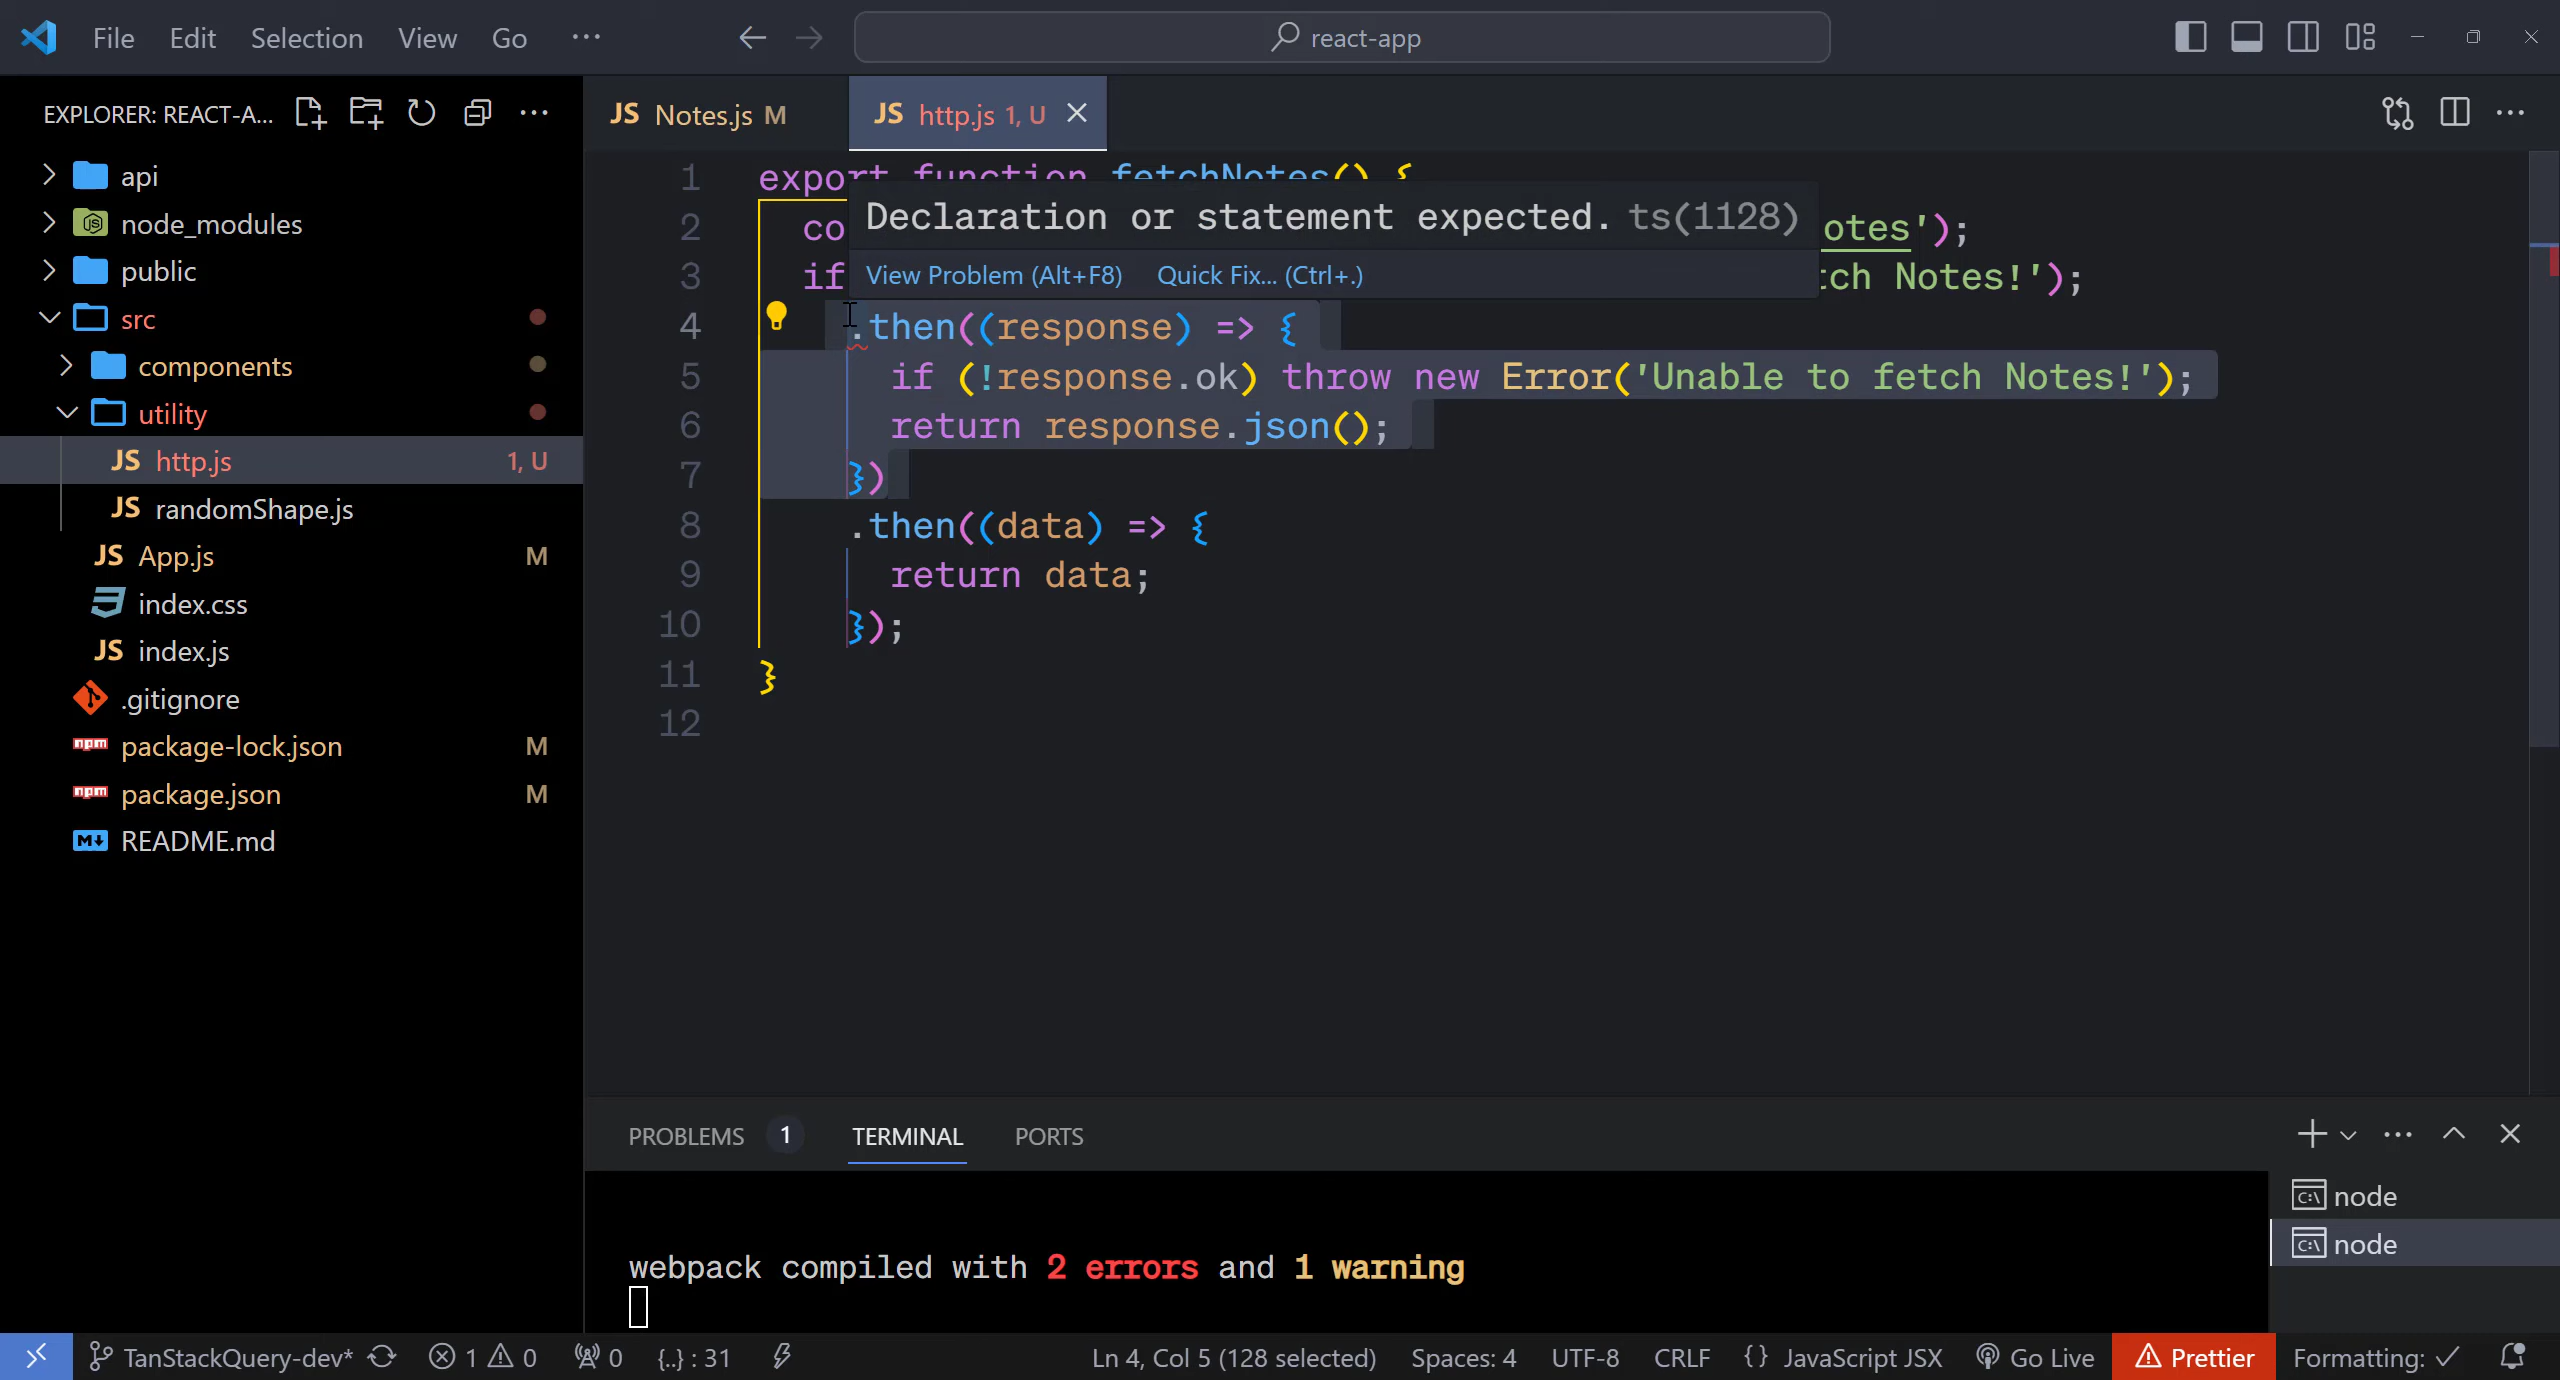 File Edit Selection View Go ···
react-app
EXPLORER: REACT-A...
api
node_modules
public
src
components
utility
JS http.js 1, U
JS randomShape.js
JS App.js M
index.css
JS index.js
.gitignore
npm package-lock.json M
npm package.json M
README.md
JS Notes.js M
JS http.js 1, U
1 export function fetchNotes() {
Declaration or statement expected. ts(1128)
View Problem (Alt+F8) Quick Fix... (Ctrl+.)
2 co otes');
3 if tch Notes!');
4 .then((response) => {
5 if (!response.ok) throw new Error('Unable to fetch Notes!');
6 return response.json();
7 })
8 .then((data) => {
9 return data;
10 });
11 }
12
PROBLEMS 1 TERMINAL PORTS
webpack compiled with 2 errors and 1 warning
node
node
TanStackQuery-dev* 1 0 0 {..} : 31 Ln 4, Col 5 (128 selected) Spaces: 4 UTF-8 CRLF {} JavaScript JSX Go Live Prettier Formatting: ✓